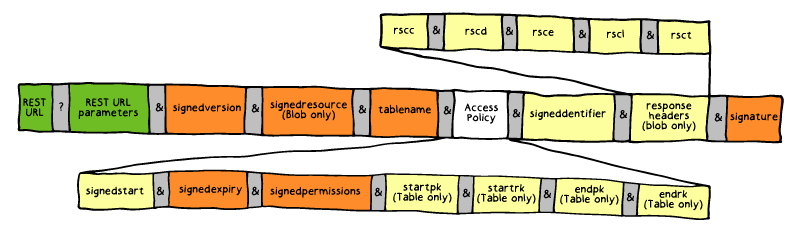 rscc & rscd & rsce & rscl & rsct
REST URL ? REST URL parameters & signedversion & signedresource (Blob only) & tablename & Access Policy & signeddentifier & response headers (blob only) & signature
signedstart & signedexpiry & signedpermissions & startpk (Table only) & startrk (Table only) & endpk (Table only) & endrk (Table only)